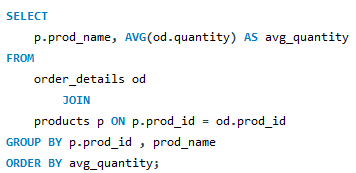 SELECT
    p.prod_name, AVG(od.quantity) AS avg_quantity
FROM
    order_details od
        JOIN
    products p ON p.prod_id = od.prod_id
GROUP BY p.prod_id , prod_name
ORDER BY avg_quantity;